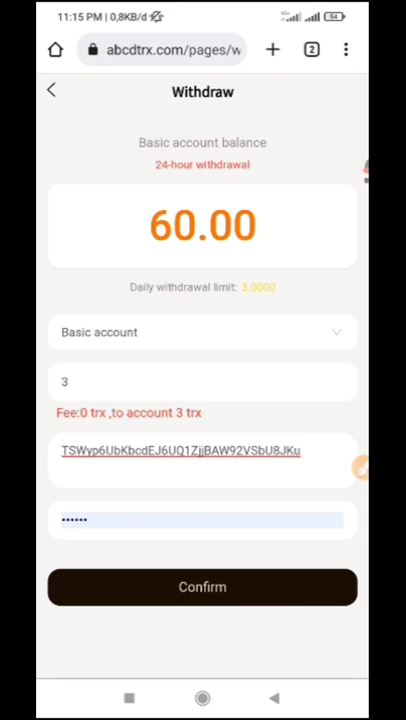 11:15 PM | 0,8KB/d
54
abcdtrx.com/pages/w
2
Withdraw
Basic account balance
24-hour withdrawal
60.00
Daily withdrawal limit: 3.0000
Basic account
3
Fee:0 trx ,to account 3 trx
TSWyp6UbKbcdEJ6UQ1ZjjBAW92VSbU8JKu
••••••
Confirm